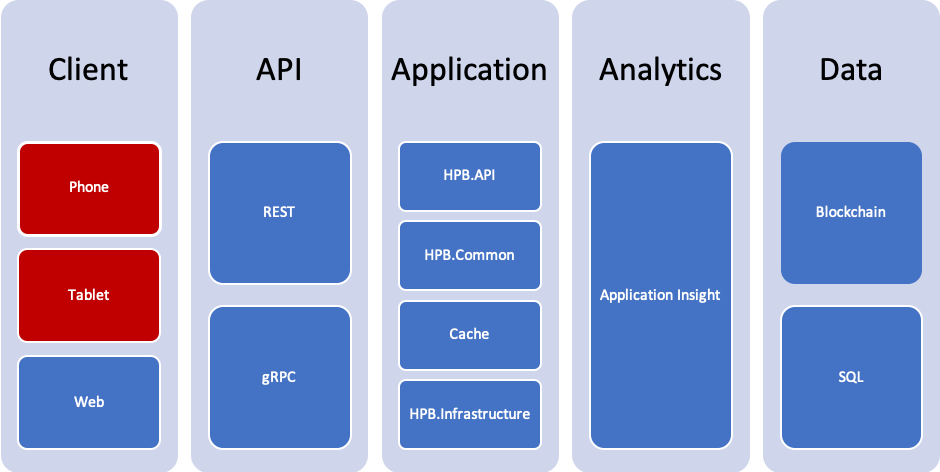 Client
Phone
Tablet
Web
API
REST
gRPC
Application
HPB.API
HPB.Common
Cache
HPB.Infrastructure
Analytics
Application Insight
Data
Blockchain
SQL